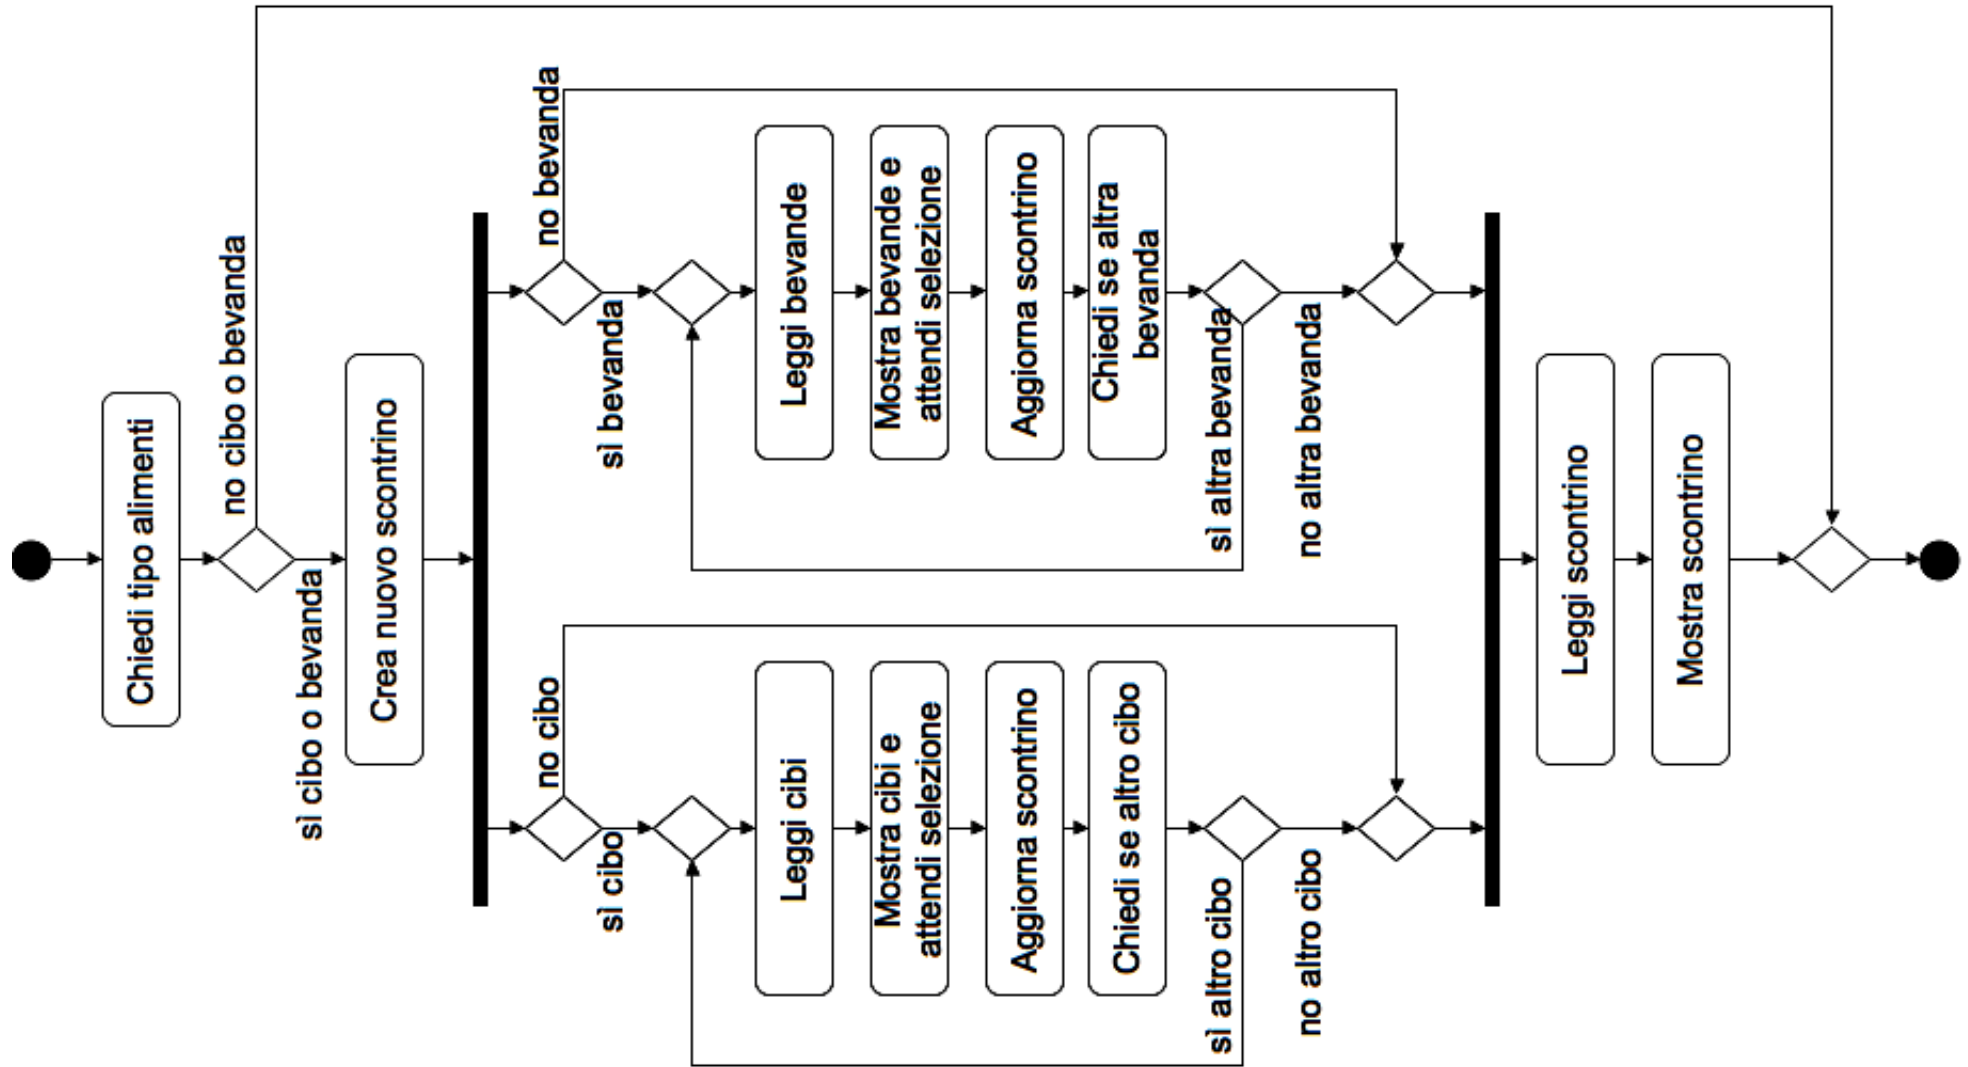 Chiedi tipo alimenti
no cibo o bevanda
sì cibo o bevanda
Crea nuovo scontrino
no cibo
sì cibo
Leggi cibi
Mostra cibi e
attendi selezione
Aggiorna scontrino
Chiedi se altro cibo
sì altro cibo
no altro cibo
no bevanda
sì bevanda
Leggi bevande
Mostra bevande e
attendi selezione
Aggiorna scontrino
Chiedi se altra
bevanda
sì altra bevanda
no altra bevanda
Leggi scontrino
Mostra scontrino